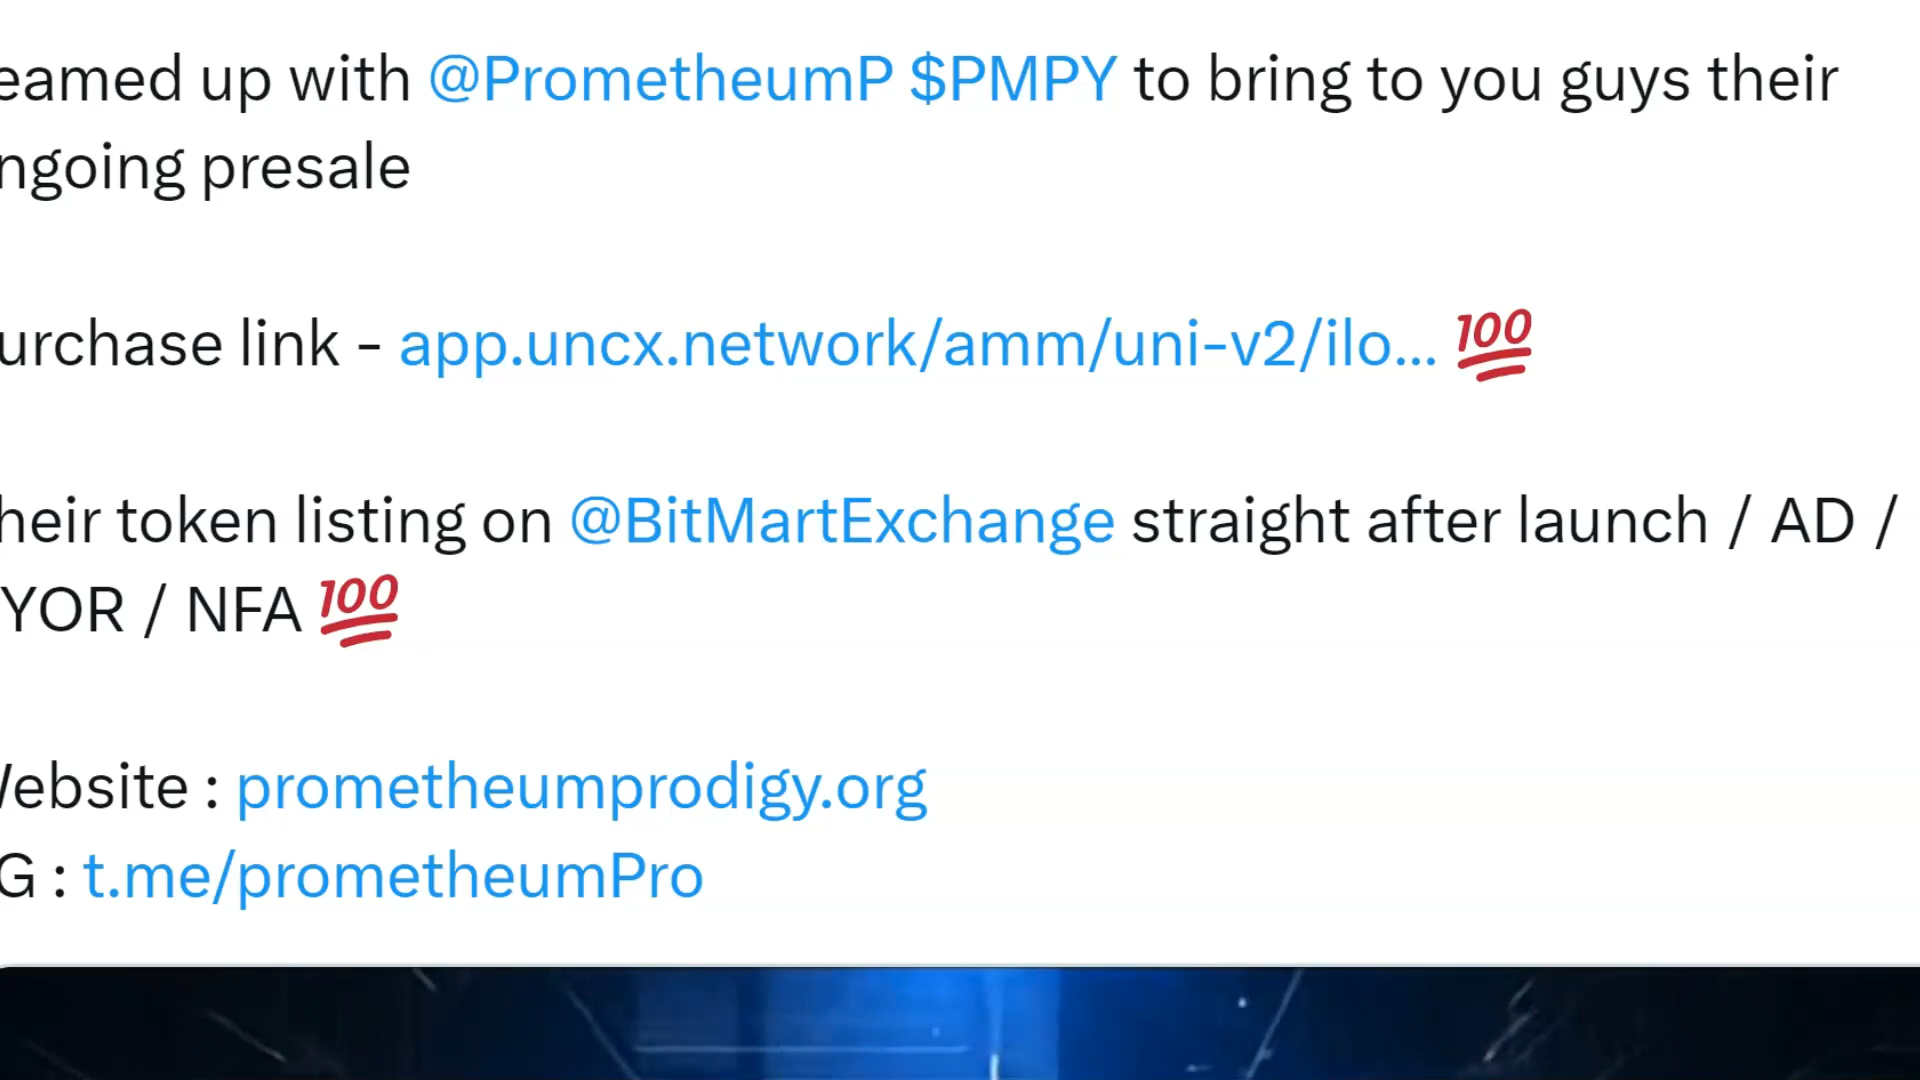 eamed up with @PrometheumP $PMPY to bring to you guys their
ngoing presale
urchase link - app.uncx.network/amm/uni-v2/ilo... 💯
heir token listing on @BitMartExchange straight after launch / AD /
YOR / NFA 💯
Website : prometheumprodigy.org
G : t.me/prometheumPro